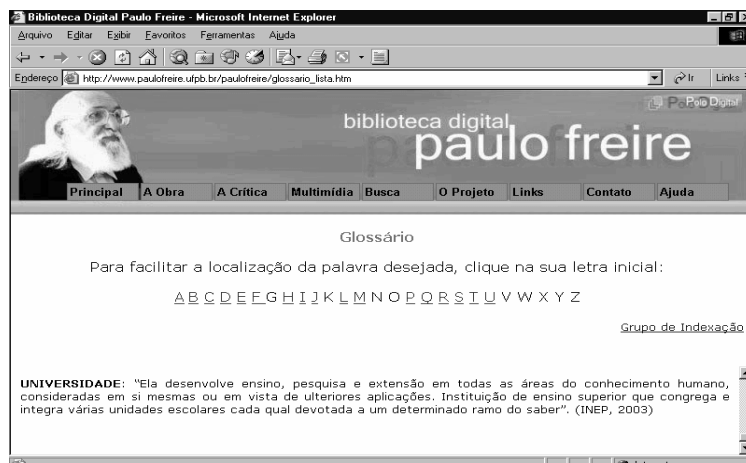 Biblioteca Digital Paulo Freire - Microsoft Internet Explorer
Arquivo Editar Exibir Favoritos Ferramentas Ajuda
Endereço http://www.paulofreire.ufpb.br/paulofreire/glossario_lista.htm Ir Links
Polo Digital
biblioteca digital
paulo freire
Principal A Obra A Crítica Multimídia Busca O Projeto Links Contato Ajuda
Glossário
Para facilitar a localização da palavra desejada, clique na sua letra inicial:
A B C D E F G H I J K L M N O P Q R S T U V W X Y Z
Grupo de Indexação
UNIVERSIDADE: “Ela desenvolve ensino, pesquisa e extensão em todas as áreas do conhecimento humano,
consideradas em si mesmas ou em vista de ulteriores aplicações. Instituição de ensino superior que congrega e
integra várias unidades escolares cada qual devotada a um determinado ramo do saber”. (INEP, 2003)